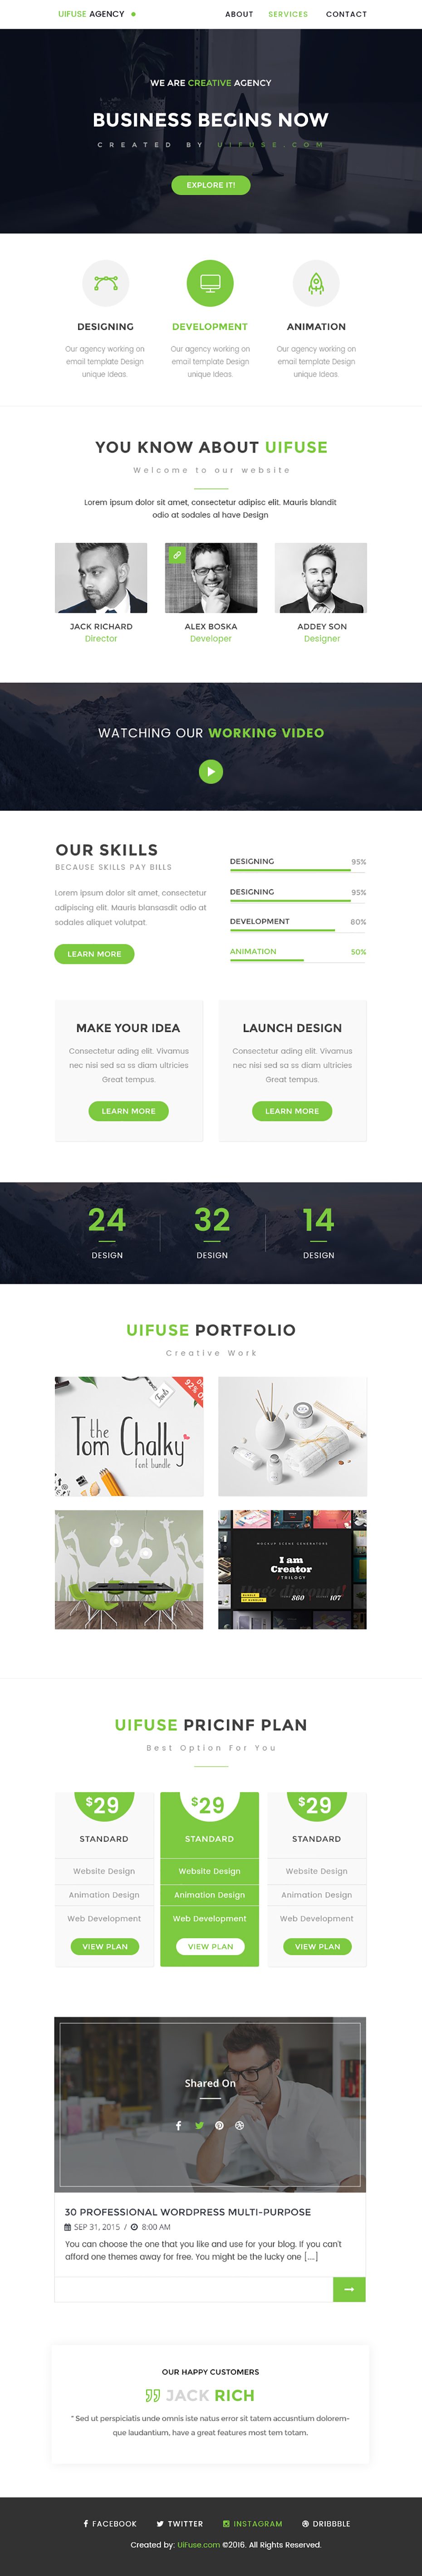 UIFUSE AGENCY
ABOUT SERVICES CONTACT
WE ARE CREATIVE AGENCY
BUSINESS BEGINS NOW
CREATED BY UIFUSE.COM
EXPLORE IT!
DESIGNING
Our agency working on
email template Design
unique Ideas.
DEVELOPMENT
Our agency working on
email template Design
unique Ideas.
ANIMATION
Our agency working on
email template Design
unique Ideas.
YOU KNOW ABOUT UIFUSE
Welcome to our website
Lorem ipsum dolor sit amet, consectetur adipisc elit. Mauris blandit
odio at sodales al have Design
JACK RICHARD
Director
ALEX BOSKA
Developer
ADDEY SON
Designer
WATCHING OUR WORKING VIDEO
OUR SKILLS
BECAUSE SKILLS PAY BILLS
Lorem ipsum dolor sit amet, consectetur
adipiscing elit. Mauris blansasdit odio at
sodales aliquet volutpat.
LEARN MORE
DESIGNING 95%
DESIGNING 95%
DEVELOPMENT 80%
ANIMATION 50%
MAKE YOUR IDEA
Consectetur ading elit. Vivamus
nec nisi sed sa ss diam ultricies
Great tempus.
LEARN MORE
LAUNCH DESIGN
Consectetur ading elit. Vivamus
nec nisi sed sa ss diam ultricies
Great tempus.
LEARN MORE
24
DESIGN
32
DESIGN
14
DESIGN
UIFUSE PORTFOLIO
Creative Work
the
Tom Chalky
font bundle
Fonts
92% O
MOCKUP SCENE GENERATORS
I am
Creator
TRILOGY
Huge discount!
360
107
UIFUSE PRICINF PLAN
Best Option For You
$29
STANDARD
Website Design
Animation Design
Web Development
VIEW PLAN
$29
STANDARD
Website Design
Animation Design
Web Development
VIEW PLAN
$29
STANDARD
Website Design
Animation Design
Web Development
VIEW PLAN
Shared On
30 PROFESSIONAL WORDPRESS MULTI-PURPOSE
SEP 31, 2015 / 8:00 AM
You can choose the one that you like and use for your blog. If you can't
afford one themes away for free. You might be the lucky one [....]
OUR HAPPY CUSTOMERS
JACK RICH
" Sed ut perspiciatis unde omnis iste natus error sit tatem accusntium dolorem-
que laudantium, have a great features most tem totam.
FACEBOOK TWITTER INSTAGRAM DRIBBBLE
Created by: UiFuse.com ©2016. All Rights Reserved.